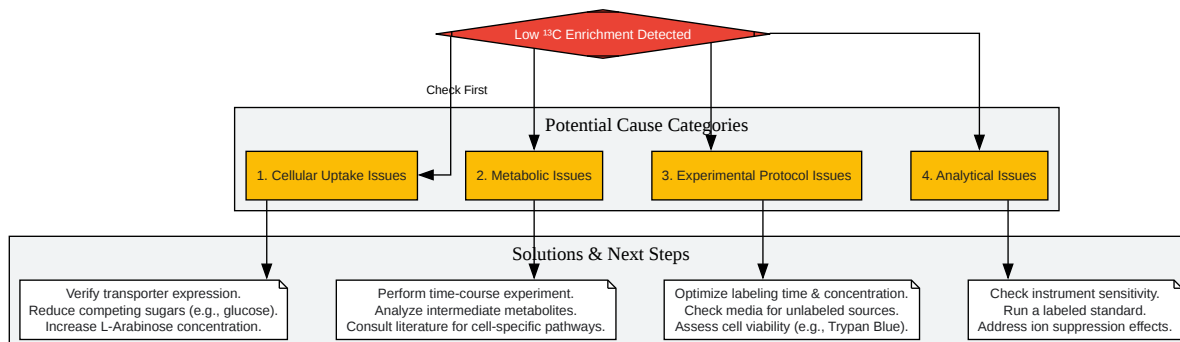 Low ¹³C Enrichment Detected
Check First
Potential Cause Categories
1. Cellular Uptake Issues
2. Metabolic Issues
3. Experimental Protocol Issues
4. Analytical Issues
Solutions & Next Steps
Verify transporter expression.
Reduce competing sugars (e.g., glucose).
Increase L-Arabinose concentration.
Perform time-course experiment.
Analyze intermediate metabolites.
Consult literature for cell-specific pathways.
Optimize labeling time & concentration.
Check media for unlabeled sources.
Assess cell viability (e.g., Trypan Blue).
Check instrument sensitivity.
Run a labeled standard.
Address ion suppression effects.